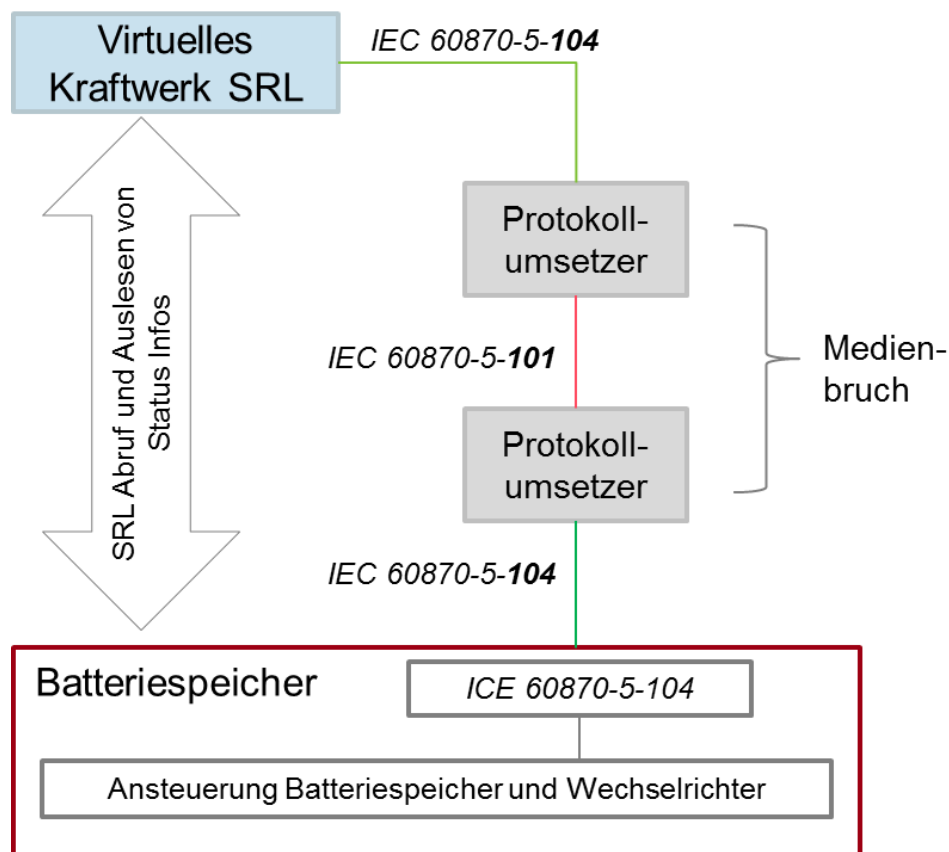 Virtuelles
Kraftwerk SRL
IEC 60870-5-104
SRL Abruf und Auslesen von
Status Infos
Protokoll-
umsetzer
IEC 60870-5-101
Medien-
bruch
Protokoll-
umsetzer
IEC 60870-5-104
Batteriespeicher
ICE 60870-5-104
Ansteuerung Batteriespeicher und Wechselrichter